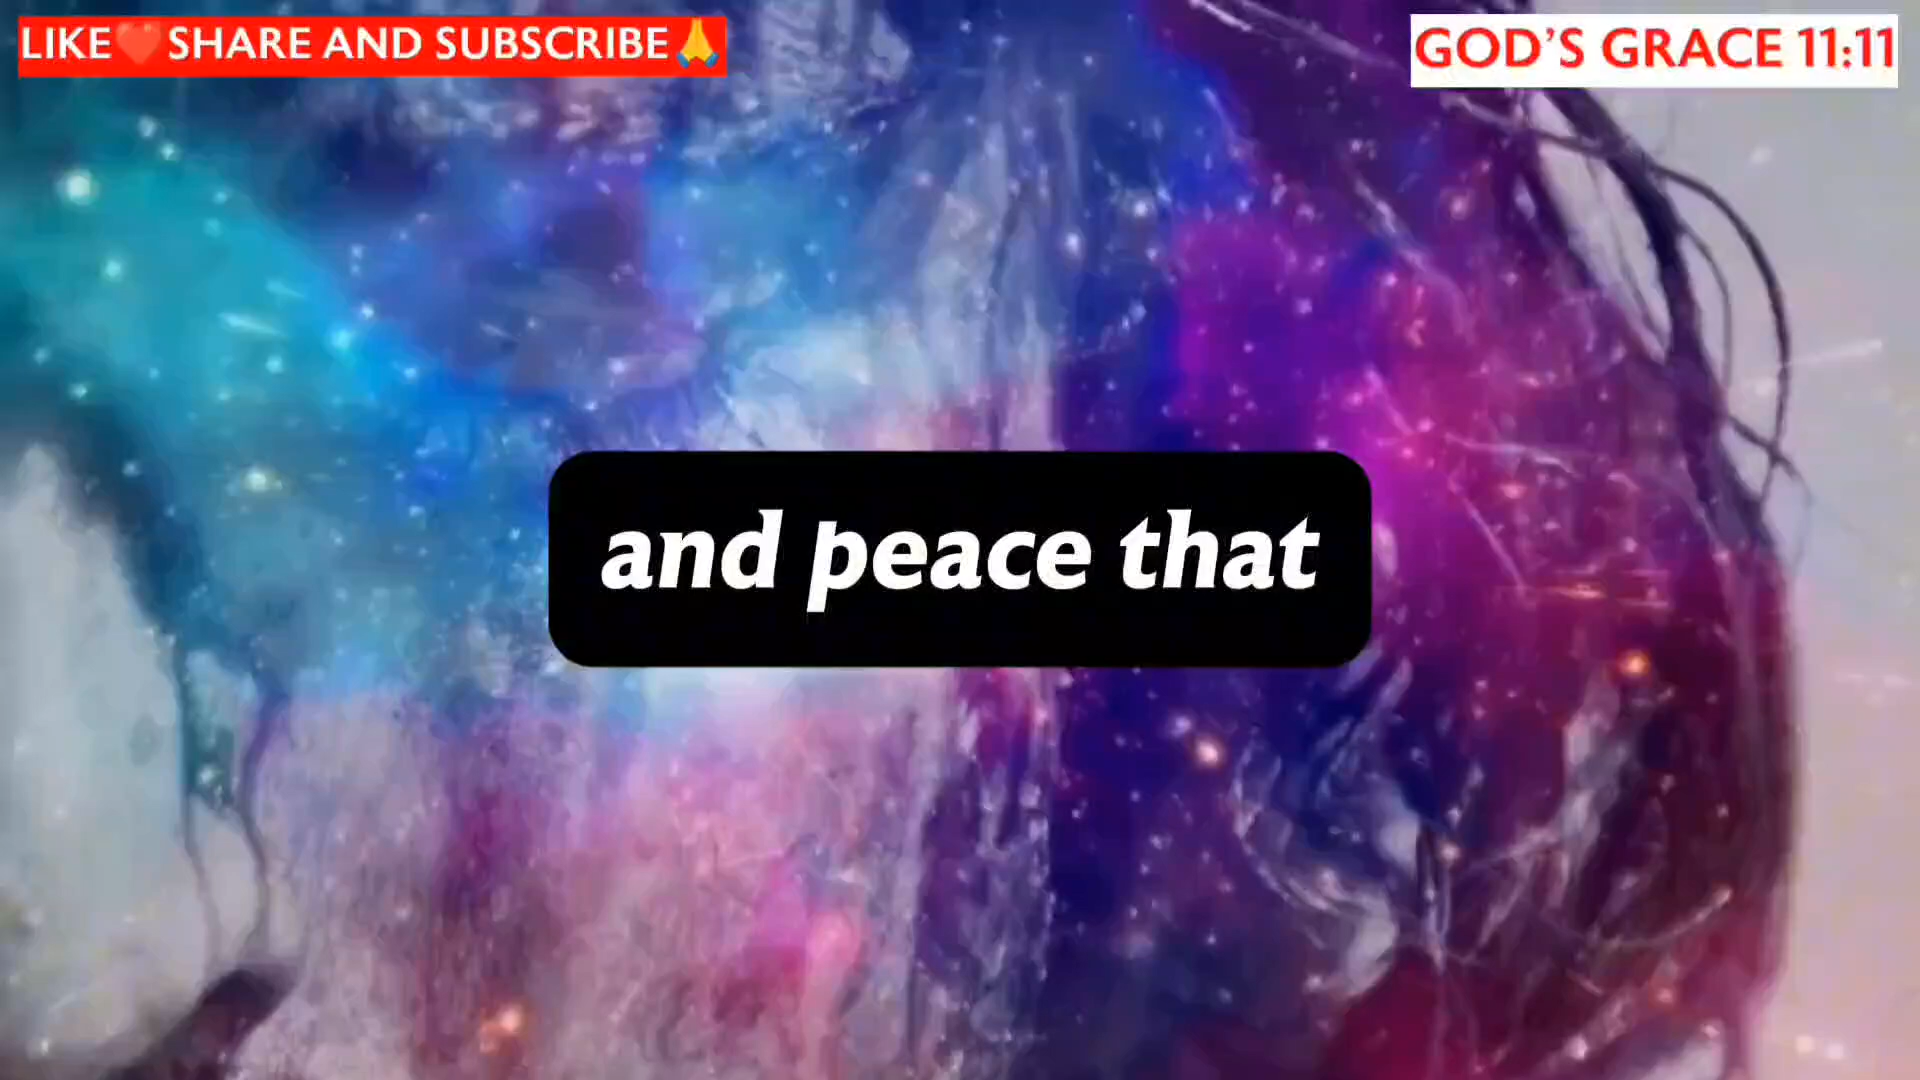 LIKE❤️SHARE AND SUBSCRIBE🙏
GOD'S GRACE 11:11
and peace that